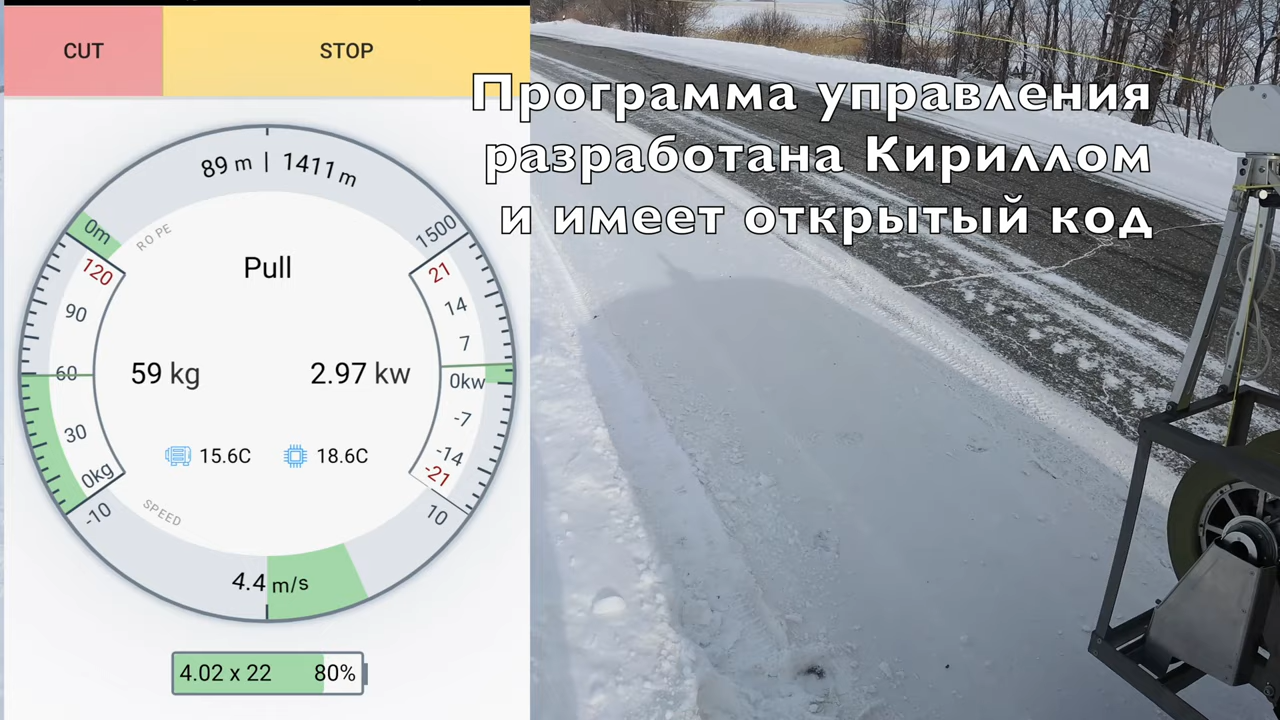 CUT
STOP
Программа управления
разработана Кириллом
и имеет открытый код
89 m | 1411 m
0m
ROPE
1500
120
90
60
30
0kg
21
14
7
0kw
-7
-14
-21
Pull
59 kg
2.97 kw
15.6C
18.6C
-10
SPEED
10
4.4 m/s
4.02 x 22
80%